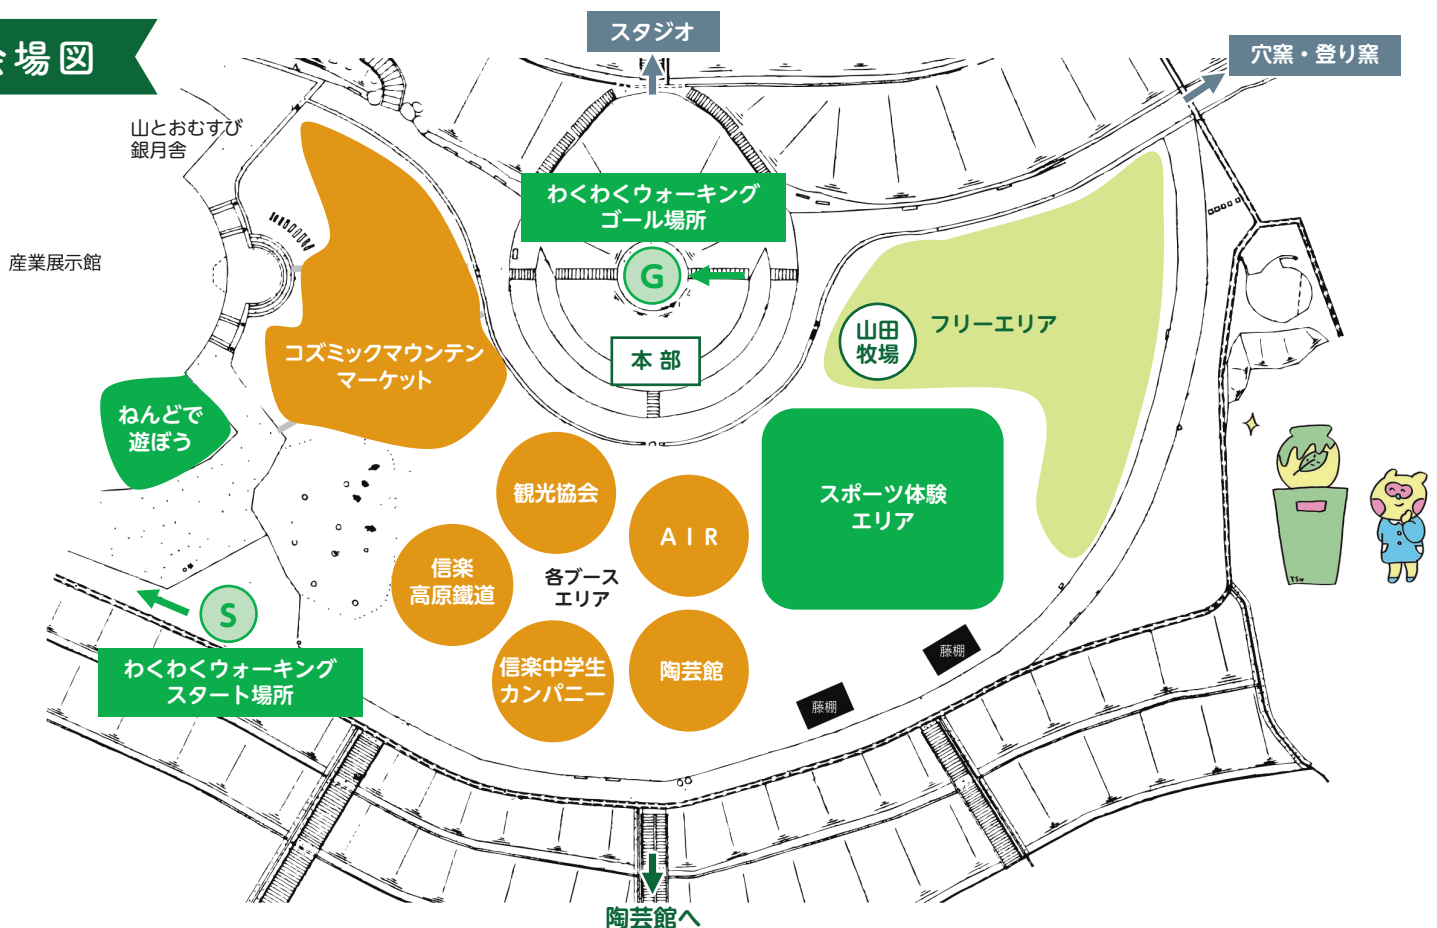 会場図
スタジオ
穴窯・登り窯
山とおむすび
銀月舎
わくわくウォーキング
ゴール場所
G
産業展示館
本部
山田
牧場
フリーエリア
コズミックマウンテン
マーケット
ねんどで
遊ぼう
観光協会
AIR
スポーツ体験
エリア
信楽
高原鐵道
各ブース
エリア
S
わくわくウォーキング
スタート場所
信楽中学生
カンパニー
陶芸館
藤棚
藤棚
TSU
陶芸館へ